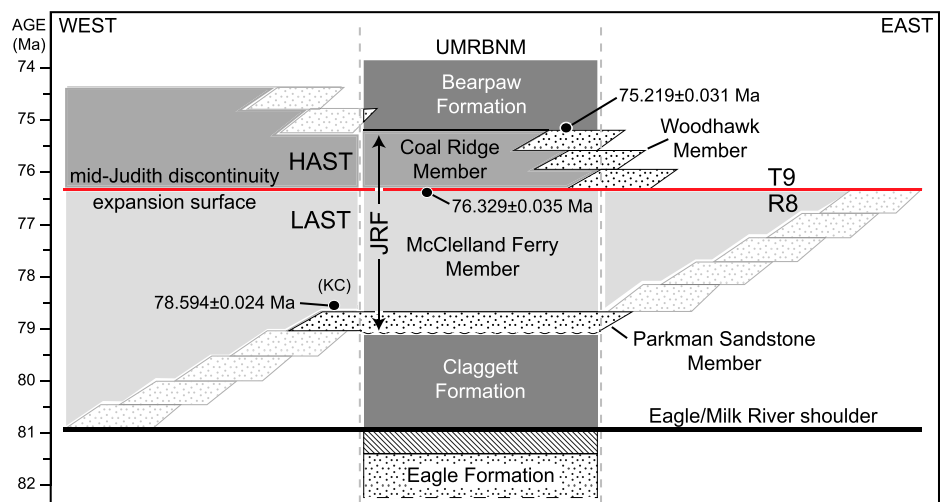 AGE
(Ma)
WEST
EAST
UMRBNM
74
75
76
77
78
79
80
81
82
Bearpaw
Formation
75.219±0.031 Ma
Woodhawk
Member
Coal Ridge
Member
HAST
mid-Judith discontinuity
expansion surface
T9
R8
LAST
JRF
76.329±0.035 Ma
McClelland Ferry
Member
(KC)
78.594±0.024 Ma
Parkman Sandstone
Member
Claggett
Formation
Eagle/Milk River shoulder
Eagle Formation